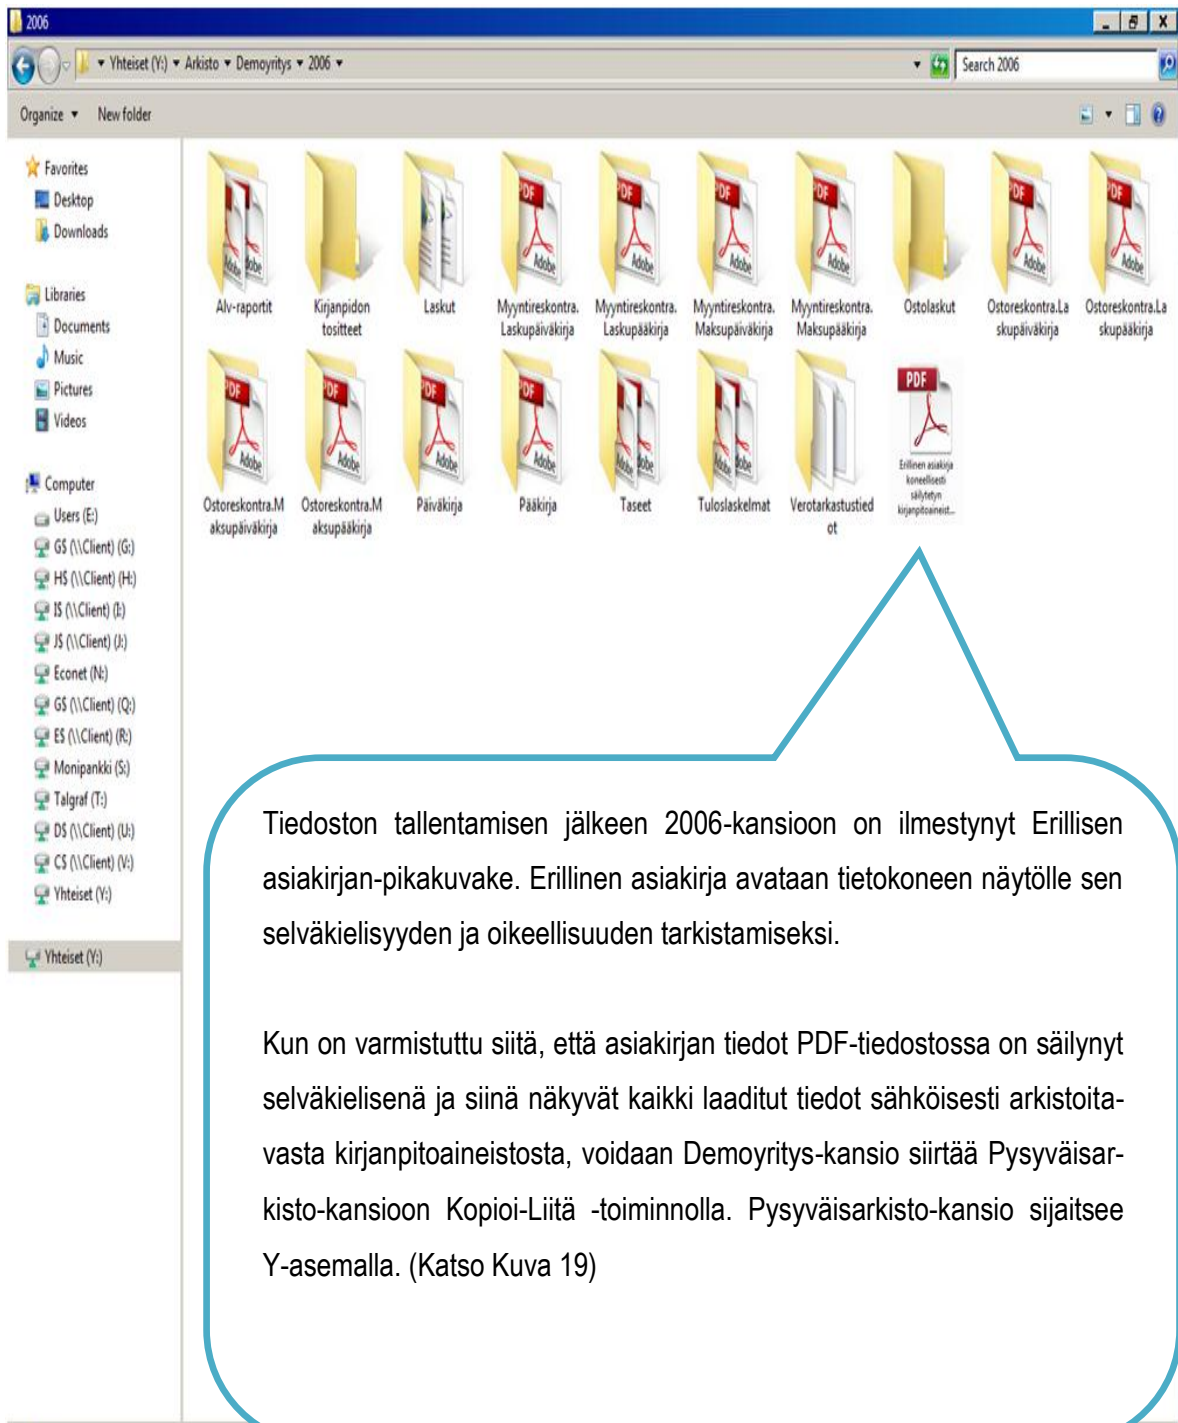 2006
Yhteiset (Y:) Arkisto Demoyritys 2006
Search 2006
Organize New folder
Favorites
Desktop
Downloads
Libraries
Documents
Music
Pictures
Videos
Computer
Users (E:)
G$ (\\Client) (G:)
H$ (\\Client) (H:)
I$ (\\Client) (I:)
J$ (\\Client) (J:)
Econet (N:)
G$ (\\Client) (Q:)
E$ (\\Client) (R:)
Monipankki (S:)
Talgraf (T:)
D$ (\\Client) (U:)
C$ (\\Client) (V:)
Yhteiset (Y:)
Yhteiset (Y:)
Alv-raportit
Kirjanpidon
tositteet
Laskut
Myyntireskontra.
Laskupäiväkirja
Myyntireskontra.
Laskupääkirja
Myyntireskontra.
Maksupäiväkirja
Myyntireskontra.
Maksupääkirja
Ostolaskut
Ostoreskontra.La
skupäiväkirja
Ostoreskontra.La
skupääkirja
Ostoreskontra.M
aksupäiväkirja
Ostoreskontra.M
aksupääkirja
Päiväkirja
Pääkirja
Taseet
Tuloslaskelmat
Verotarkastustied
ot
PDF
Erillinen asiakirja
koneellisesti
säilytetyn
kirjanpitoaineist...
Tiedoston tallentamisen jälkeen 2006-kansioon on ilmestynyt Erillisen
asiakirjan-pikakuvake. Erillinen asiakirja avataan tietokoneen näytölle sen
selväkielisyyden ja oikeellisuuden tarkistamiseksi.
Kun on varmistuttu siitä, että asiakirjan tiedot PDF-tiedostossa on säilynyt
selväkielisenä ja siinä näkyvät kaikki laaditut tiedot sähköisesti arkistoita-
vasta kirjanpitoaineistosta, voidaan Demoyritys-kansio siirtää Pysyväisar-
kisto-kansioon Kopioi-Liitä -toiminnolla. Pysyväisarkisto-kansio sijaitsee
Y-asemalla. (Katso Kuva 19)